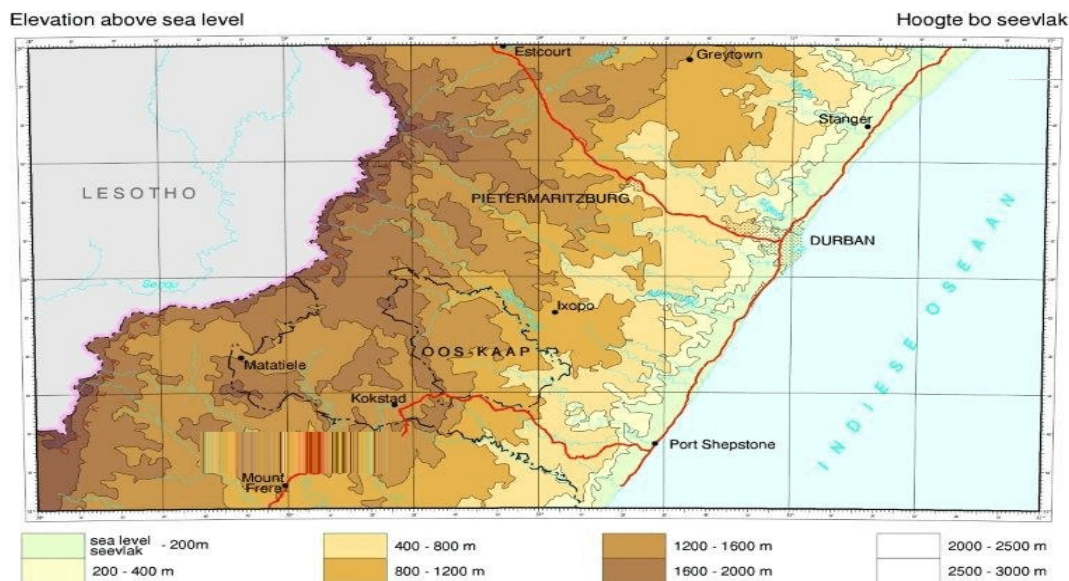 Elevation above sea level
Hoogte bo seevlak
Estcourt
Greytown
Stanger
LESOTHO
PIETERMARITZBURG
DURBAN
Senqu
Ixopo
OOS-KAAP
Matatiele
Kokstad
INDIESE OSEAAN
Port Shepstone
Mount
Frere
sea level
seevlak - 200m
400 - 800 m
1200 - 1600 m
2000 - 2500 m
200 - 400 m
800 - 1200 m
1600 - 2000 m
2500 - 3000 m